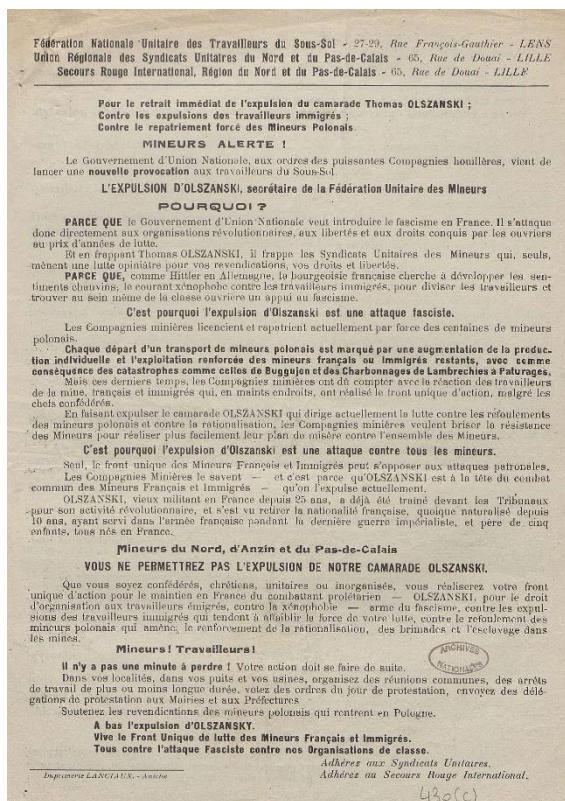 Fédération Nationale Unitaire des Travailleurs du Sous-Sol - 27-29, Rue François-Gauthier - LENS
Union Régionale des Syndicats Unitaires du Nord et du Pas-de-Calais - 65, Rue de Douai - LILLE
Secours Rouge International, Région du Nord et du Pas-de-Calais - 65, Rue de Douai - LILLE
Pour le retrait immédiat de l'expulsion du camarade Thomas OLSZANSKI ;
Contre les expulsions des travailleurs immigrés ;
Contre le repatriement forcé des Mineurs Polonais.
MINEURS ALERTE !
Le Gouvernement d'Union Nationale, aux ordres des puissantes Compagnies houillères, vient de
lancer une nouvelle provocation aux travailleurs du Sous-Sol
L'EXPULSION D'OLSZANSKI, secrétaire de la Fédération Unitaire des Mineurs
POURQUOI ?
PARCE QUE le Gouvernement d'Union Nationale veut introduire le fascisme en France. Il s'attaque
donc directement aux organisations révolutionnaires, aux libertés et aux droits conquis par les ouvriers
au prix d'années de lutte.
Et en frappant Thomas OLSZANSKI, il frappe les Syndicats Unitaires des Mineurs qui, seuls,
mènent une lutte opiniâtre pour vos revendications, vos droits et libertés.
PARCE QUE, comme Hittler en Allemagne, la bourgeoisie française cherche à développer les sen-
timents chauvins, le courant xénophobe contre les travailleurs immigrés, pour diviser les travailleurs et
trouver au sein même de la classe ouvrière un appui au fascisme.
C'est pourquoi l'expulsion d'Olszanski est une attaque fasciste.
Les Compagnies minières licencient et rapatrient actuellement par force des centaines de mineurs
polonais.
Chaque départ d'un transport de mineurs polonais est marqué par une augmentation de la produc-
tion individuelle et l'exploitation renforcée des mineurs français ou immigrés restants, avec comme
conséquence des catastrophes comme celles de Buggujon et des Charbonnages de Lambrechies à Paturages.
Mais ces derniers temps, les Compagnies minières ont dû compter avec la réaction des travailleurs
de la mine, français et immigrés qui, en maints endroits, ont réalisé le front unique d'action, malgré les
chefs confédérés.
En faisant expulser le camarade OLSZANSKI qui dirige actuellement la lutte contre les refoulements
des mineurs polonais et contre la rationalisation, les Compagnies minières veulent briser la résistance
des Mineurs pour réaliser plus facilement leur plan de misère contre l'ensemble des Mineurs.
C'est pourquoi l'expulsion d'Olszanski est une attaque contre tous les mineurs.
Seul, le front unique des Mineurs Français et Immigrés peut s'opposer aux attaques patronales.
Les Compagnies Minières le savent — et c'est parce qu'OLSZANSKI est à la tête du combat
commun des Mineurs Français et Immigrés — qu'on l'expulse actuellement.
OLSZANSKI, vieux militant en France depuis 25 ans, a déjà été traîné devant les Tribunaux
pour son activité révolutionnaire, et s'est vu retirer la nationalité française, quoique naturalisé depuis
10 ans, ayant servi dans l'armée française pendant la dernière guerre impérialiste, et père de cinq
enfants, tous nés en France.
Mineurs du Nord, d'Anzin et du Pas-de-Calais
VOUS NE PERMETTREZ PAS L'EXPULSION DE NOTRE CAMARADE OLSZANSKI.
Que vous soyez confédérés, chrétiens, unitaires ou inorganisés, vous réaliserez votre front
unique d'action pour le maintien en France du combattant prolétarien — OLSZANSKI, pour le droit
d'organisation aux travailleurs émigrés, contre la xénophobie — arme du fascisme, contre les expul-
sions des travailleurs immigrés qui tendent à affaiblir la force de votre lutte, contre le refoulement des
mineurs polonais qui amène, le renforcement de la rationalisation, des brimades et l'esclavage dans
les mines.
Mineurs! Travailleurs!
Il n'y a pas une minute à perdre ! Votre action doit se faire de suite.
Dans vos localités, dans vos puits et vos usines, organisez des réunions communes, des arrêts
de travail de plus ou moins longue durée, votez des ordres du jour de protestation, envoyez des délé-
gations de protestation aux Mairies et aux Préfectures
Soutenez les revendications des mineurs polonais qui rentrent en Pologne.
A bas l'expulsion d'OLSZANSKY.
Vive le Front Unique de lutte des Mineurs Français et Immigrés.
Tous contre l'attaque Fasciste contre nos Organisations de classe.
Adhérez aux Syndicats Unitaires.
Adhérez au Secours Rouge International.
Imprimerie LANCIAUX. - Aniche
ARCHIVES NATIONALES
430(c)